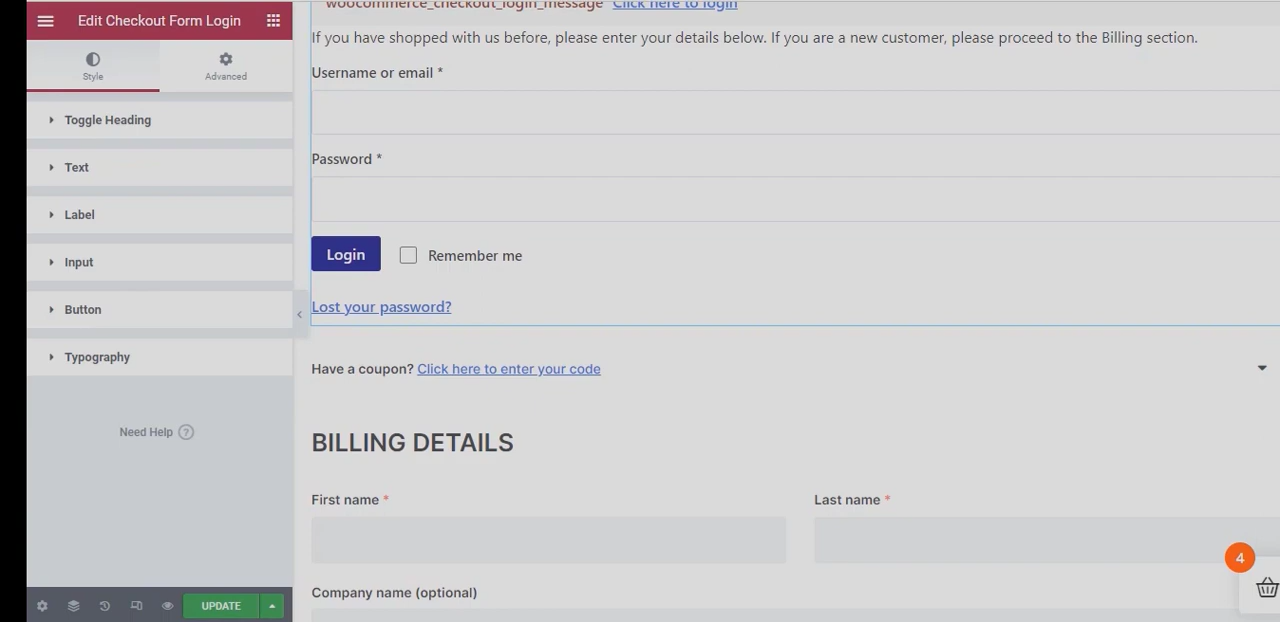 Edit Checkout Form Login
Style
Advanced
Toggle Heading
Text
Label
Input
Button
Typography
Need Help ?
UPDATE
woocommerce_checkout_login_message Click here to login
If you have shopped with us before, please enter your details below. If you are a new customer, please proceed to the Billing section.
Username or email *
Password *
Login
Remember me
Lost your password?
Have a coupon? Click here to enter your code
BILLING DETAILS
First name *
Last name *
4
Company name (optional)